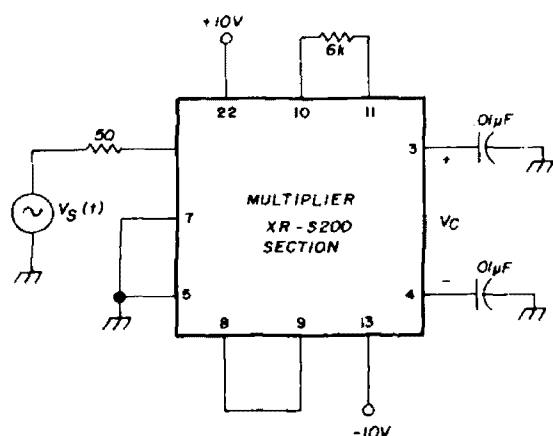 +10V
6k
22
10
11
50
.01µF
3
+
MULTIPLIER
XR-S200
SECTION
V_S(t)
7
V_C
.01µF
5
4
-
8
9
13
-10V